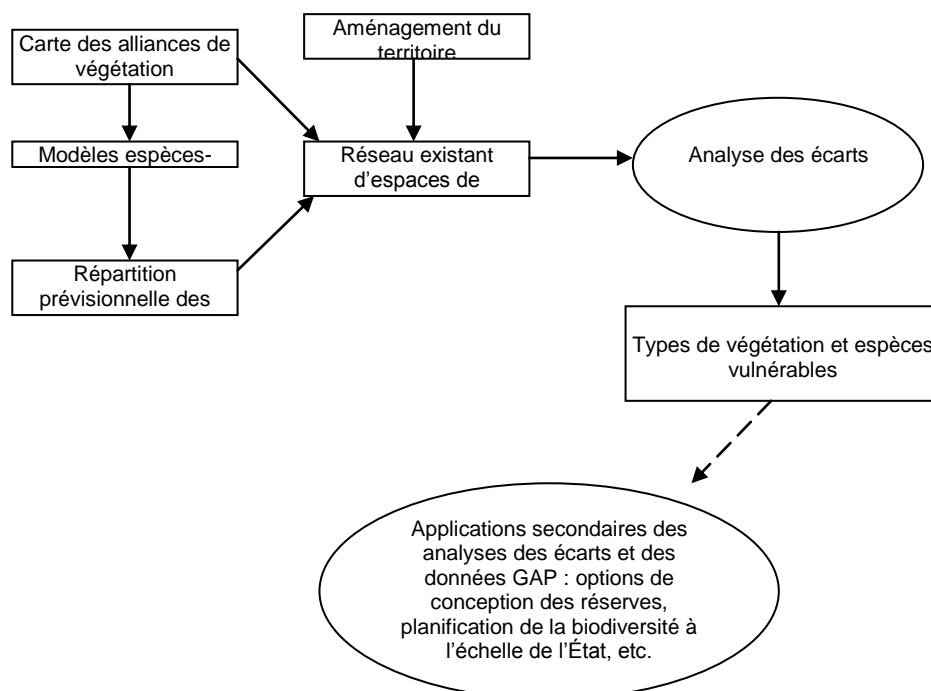 Carte des alliances de
végétation
Aménagement du
territoire
Modèles espèces-
Réseau existant
d'espaces de
Analyse des écarts
Répartition
prévisionnelle des
Types de végétation et espèces
vulnérables
Applications secondaires des
analyses des écarts et des
données GAP : options de
conception des réserves,
planification de la biodiversité à
l'échelle de l'État, etc.